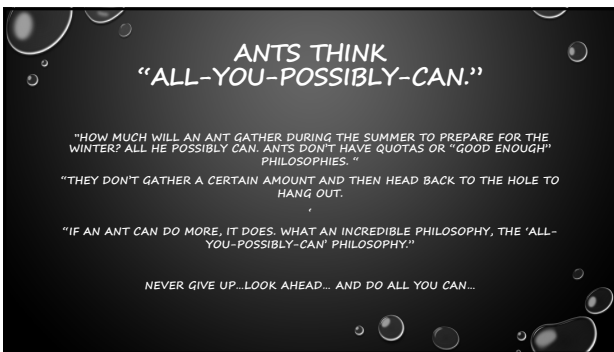 ANTS THINK
“ALL-YOU-POSSIBLY-CAN.”
"HOW MUCH WILL AN ANT GATHER DURING THE SUMMER TO PREPARE FOR THE
WINTER? ALL HE POSSIBLY CAN. ANTS DON’T HAVE QUOTAS OR “GOOD ENOUGH”
PHILOSOPHIES. “
“THEY DON’T GATHER A CERTAIN AMOUNT AND THEN HEAD BACK TO THE HOLE TO
HANG OUT.
‘
“IF AN ANT CAN DO MORE, IT DOES. WHAT AN INCREDIBLE PHILOSOPHY, THE ‘ALL-
YOU-POSSIBLY-CAN’ PHILOSOPHY.”
NEVER GIVE UP…LOOK AHEAD… AND DO ALL YOU CAN…